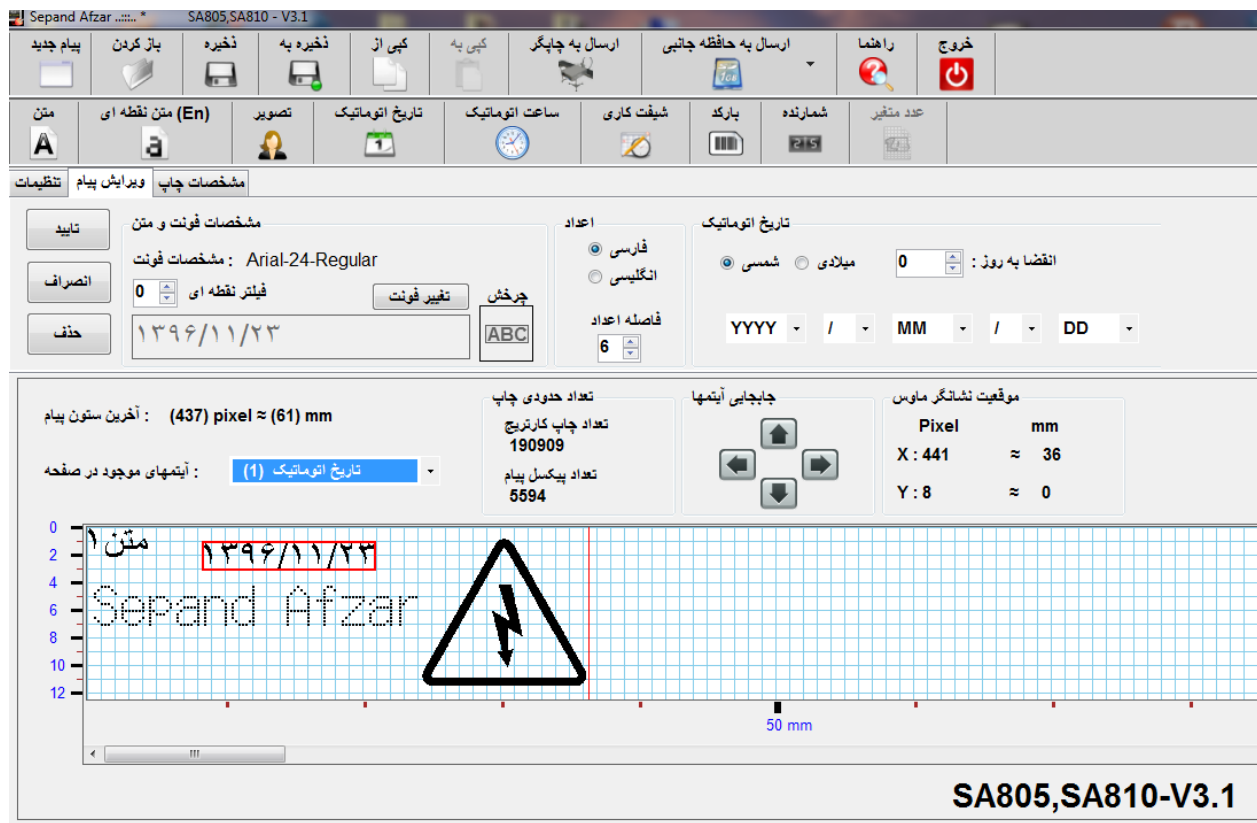 Sepand Afzar ..:::.. * SA805,SA810 - V3.1
پیام جدید باز کردن ذخیره ذخیره به کپی از کپی به ارسال به چاپگر ارسال به حافظه جانبی راهنما خروج
متن متن نقطه ای (En) تصویر تاریخ اتوماتیک ساعت اتوماتیک شیفت کاری بارکد شمارنده عدد متغیر
تنظیمات ویرایش پیام مشخصات چاپ
تایید
انصراف
حذف
مشخصات فونت و متن
مشخصات فونت : Arial-24-Regular
فیلتر نقطه ای 0
تغییر فونت
چرخش
ABC
۱۳۹۶/۱۱/۲۳
اعداد
فارسی
انگلیسی
فاصله اعداد
6
تاریخ اتوماتیک
شمسی میلادی
انقضا به روز : 0
YYYY / MM / DD
آخرین ستون پیام : (437) pixel ≈ (61) mm
آیتمهای موجود در صفحه : تاریخ اتوماتیک (1)
تعداد حدودی چاپ
تعداد چاپ کارتریج
190909
تعداد پیکسل پیام
5594
جابجایی آیتمها
موقعیت نشانگر ماوس
Pixel mm
X : 441 ≈ 36
Y : 8 ≈ 0
0
2
4
6
8
10
12
متن۱
۱۳۹۶/۱۱/۲۳
Sepand Afzar
50 mm
SA805,SA810-V3.1